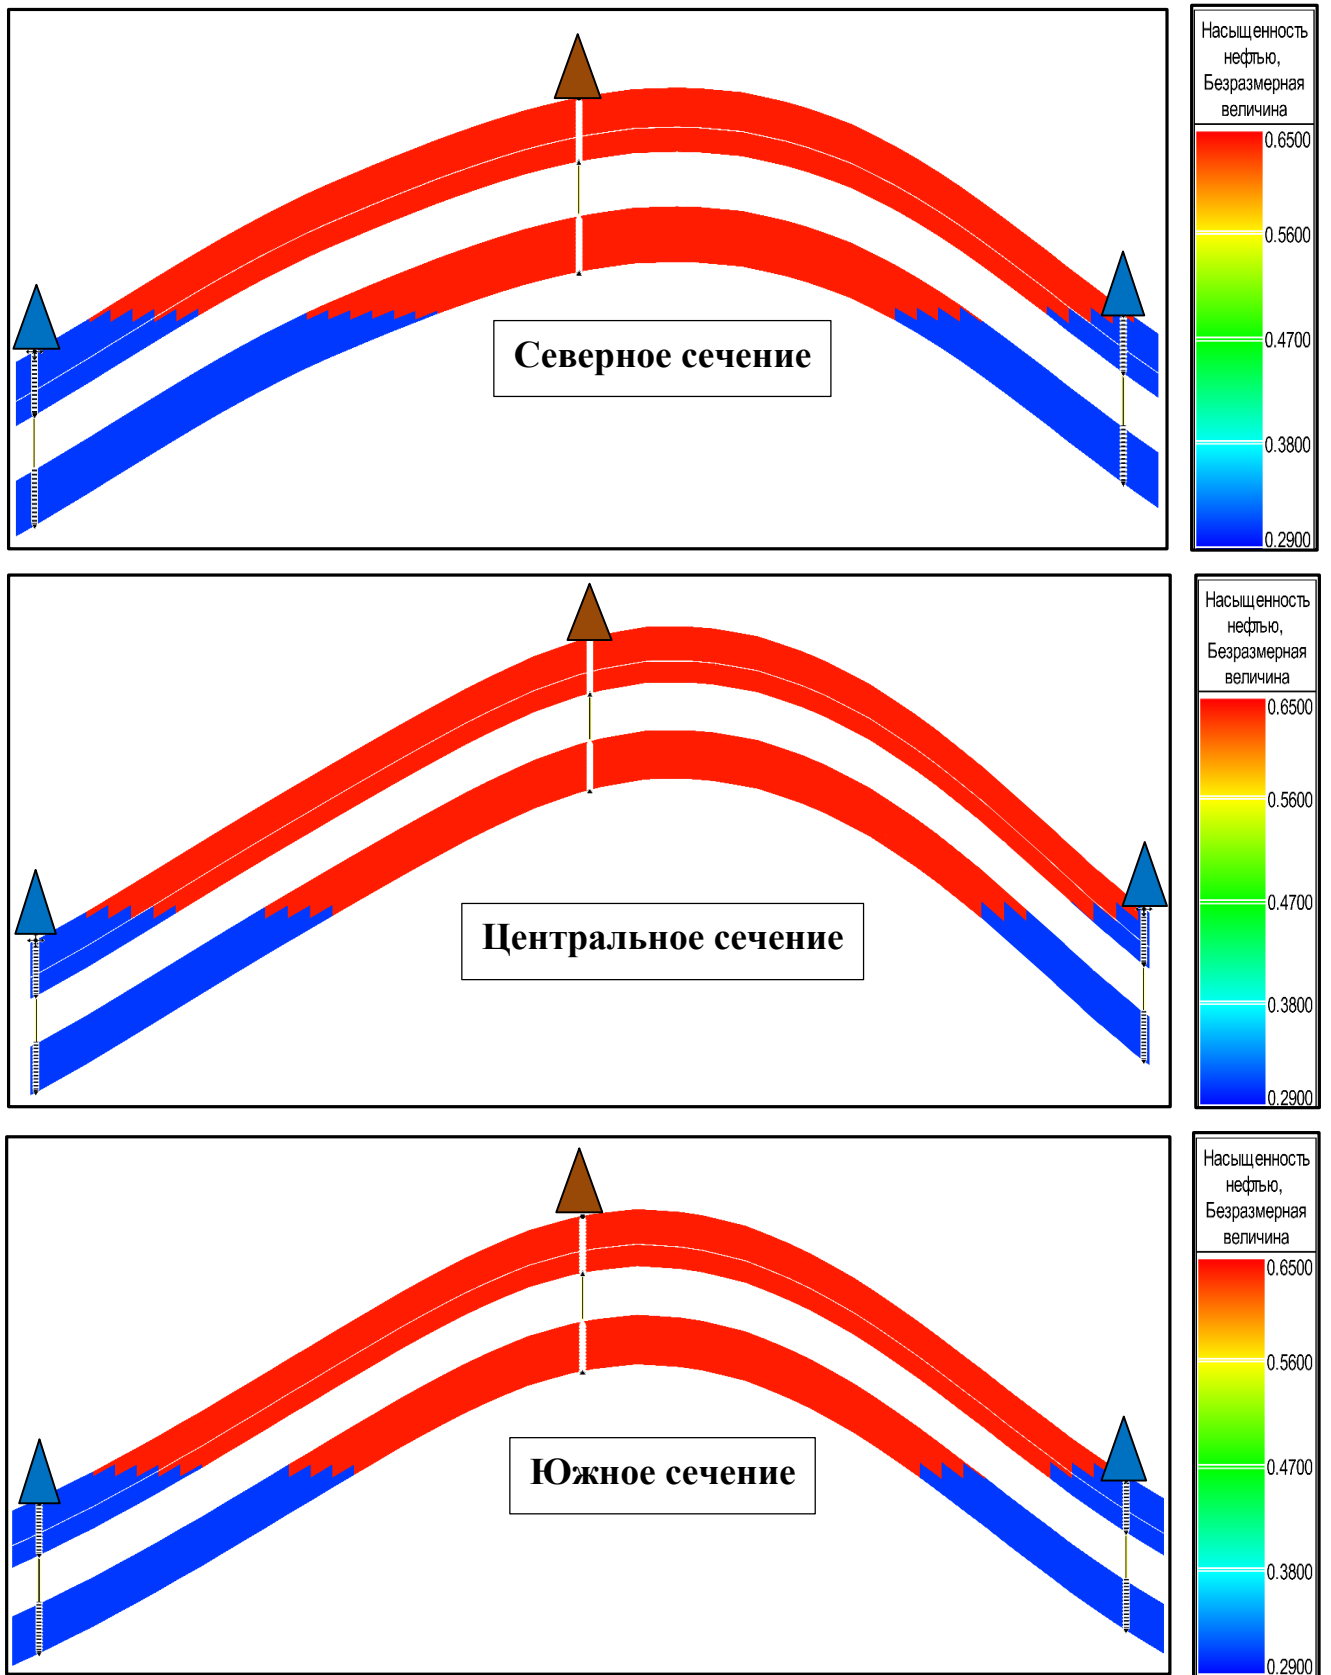 Насыщенность
нефтью,
Безразмерная
величина
0.6500
0.5600
0.4700
0.3800
0.2900
Северное сечение
Насыщенность
нефтью,
Безразмерная
величина
0.6500
0.5600
0.4700
0.3800
0.2900
Центральное сечение
Насыщенность
нефтью,
Безразмерная
величина
0.6500
0.5600
0.4700
0.3800
0.2900
Южное сечение